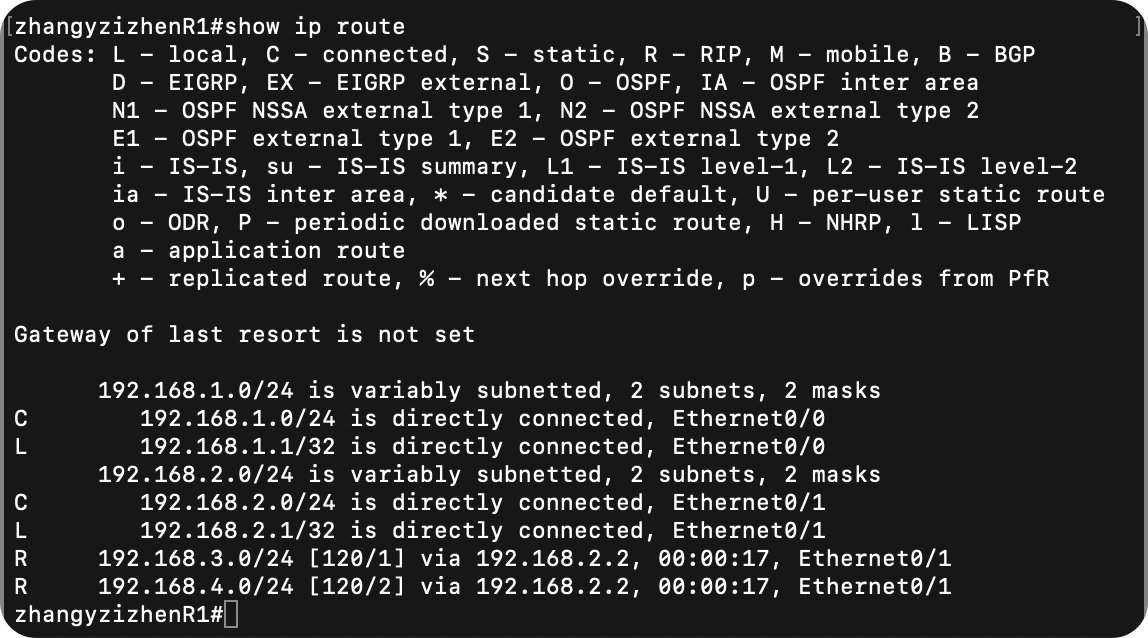 [zhangyzizhenR1#show ip route ]
Codes: L – local, C – connected, S – static, R – RIP, M – mobile, B – BGP
       D – EIGRP, EX – EIGRP external, O – OSPF, IA – OSPF inter area
       N1 – OSPF NSSA external type 1, N2 – OSPF NSSA external type 2
       E1 – OSPF external type 1, E2 – OSPF external type 2
       i – IS–IS, su – IS–IS summary, L1 – IS–IS level–1, L2 – IS–IS level–2
       ia – IS–IS inter area, * – candidate default, U – per–user static route
       o – ODR, P – periodic downloaded static route, H – NHRP, l – LISP
       a – application route
       + – replicated route, % – next hop override, p – overrides from PfR
Gateway of last resort is not set
      192.168.1.0/24 is variably subnetted, 2 subnets, 2 masks
C        192.168.1.0/24 is directly connected, Ethernet0/0
L        192.168.1.1/32 is directly connected, Ethernet0/0
      192.168.2.0/24 is variably subnetted, 2 subnets, 2 masks
C        192.168.2.0/24 is directly connected, Ethernet0/1
L        192.168.2.1/32 is directly connected, Ethernet0/1
R     192.168.3.0/24 [120/1] via 192.168.2.2, 00:00:17, Ethernet0/1
R     192.168.4.0/24 [120/2] via 192.168.2.2, 00:00:17, Ethernet0/1
zhangyzizhenR1#